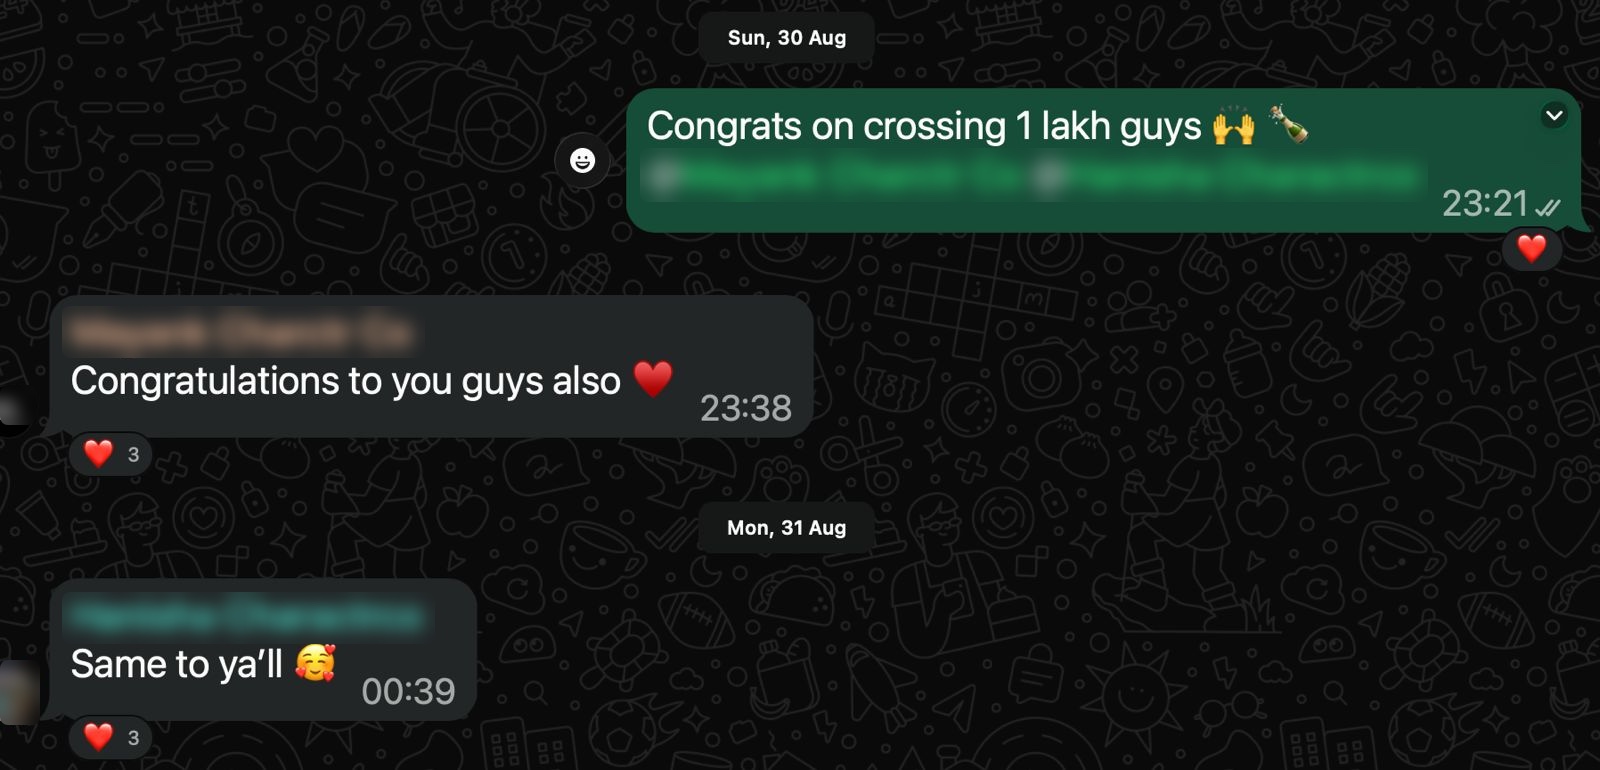 Sun, 30 Aug
Congrats on crossing 1 lakh guys 🙌 🍾
23:21
Congratulations to you guys also ♥️
23:38
❤️ 3
Mon, 31 Aug
Same to ya’ll 🥰
00:39
❤️ 3